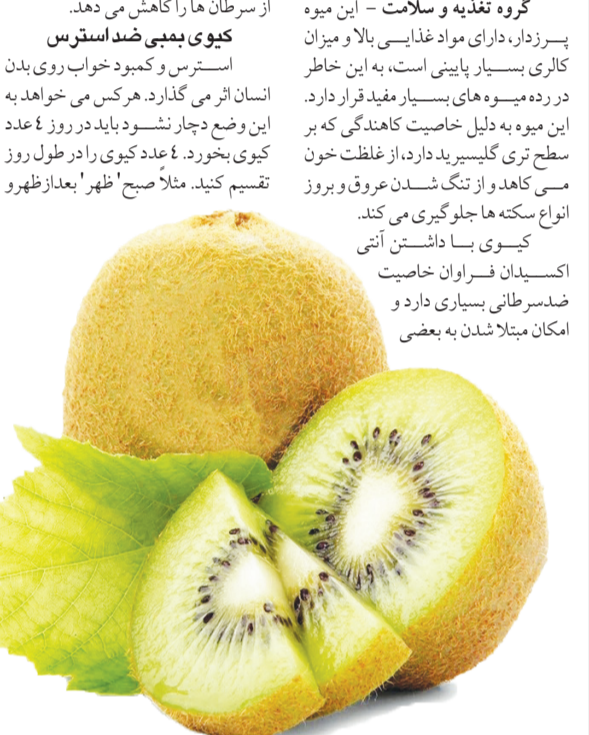 گروه تغذیه و سلامت - این میوه
پرزدار، دارای مواد غذایی بالا و میزان
کالری بسیار پایینی است، به این خاطر
در رده میوه های بسیار مفید قرار دارد.
این میوه به دلیل خاصیت کاهندگی که بر
سطح تری گلیسیرید دارد، از غلظت خون
می کاهد و از تنگ شدن عروق و بروز
انواع سکته ها جلوگیری می کند.
کیوی با داشتن آنتی
اکسیدان فراوان خاصیت
ضدسرطانی بسیاری دارد و
امکان مبتلا شدن به بعضی
از سرطان ها را کاهش می دهد.
کیوی بمبی ضد استرس
استرس و کمبود خواب روی بدن
انسان اثر می گذارد. هر کس می خواهد به
این وضع دچار نشود باید در روز ٤ عدد
کیوی بخورد. ٤ عدد کیوی را در طول روز
تقسیم کنید. مثلاً صبح' ظهر' بعدازظهر و